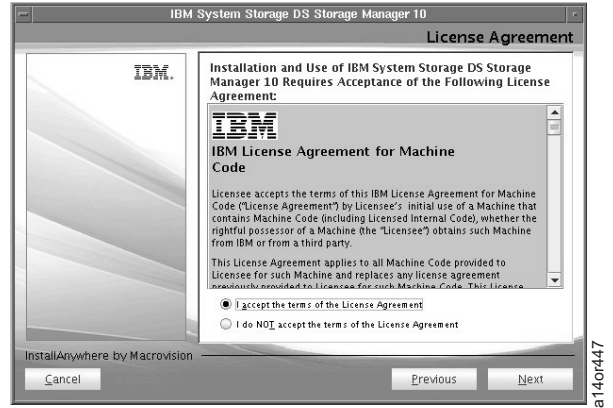 IBM System Storage DS Storage Manager 10
License Agreement
IBM.
Installation and Use of IBM System Storage DS Storage
Manager 10 Requires Acceptance of the Following License
Agreement:
IBM
IBM License Agreement for Machine
Code
Licensee accepts the terms of this IBM License Agreement for Machine
Code ("License Agreement") by Licensee's initial use of a Machine that
contains Machine Code (including Licensed Internal Code), whether the
rightful possessor of a Machine (the "Licensee") obtains such Machine
from IBM or from a third party.
This License Agreement applies to all Machine Code provided to
Licensee for such Machine and replaces any license agreement
previously provided to Licensee for such Machine Code. This License
I accept the terms of the License Agreement
I do NOT accept the terms of the License Agreement
InstallAnywhere by Macrovision
Cancel
Previous
Next
a14or447